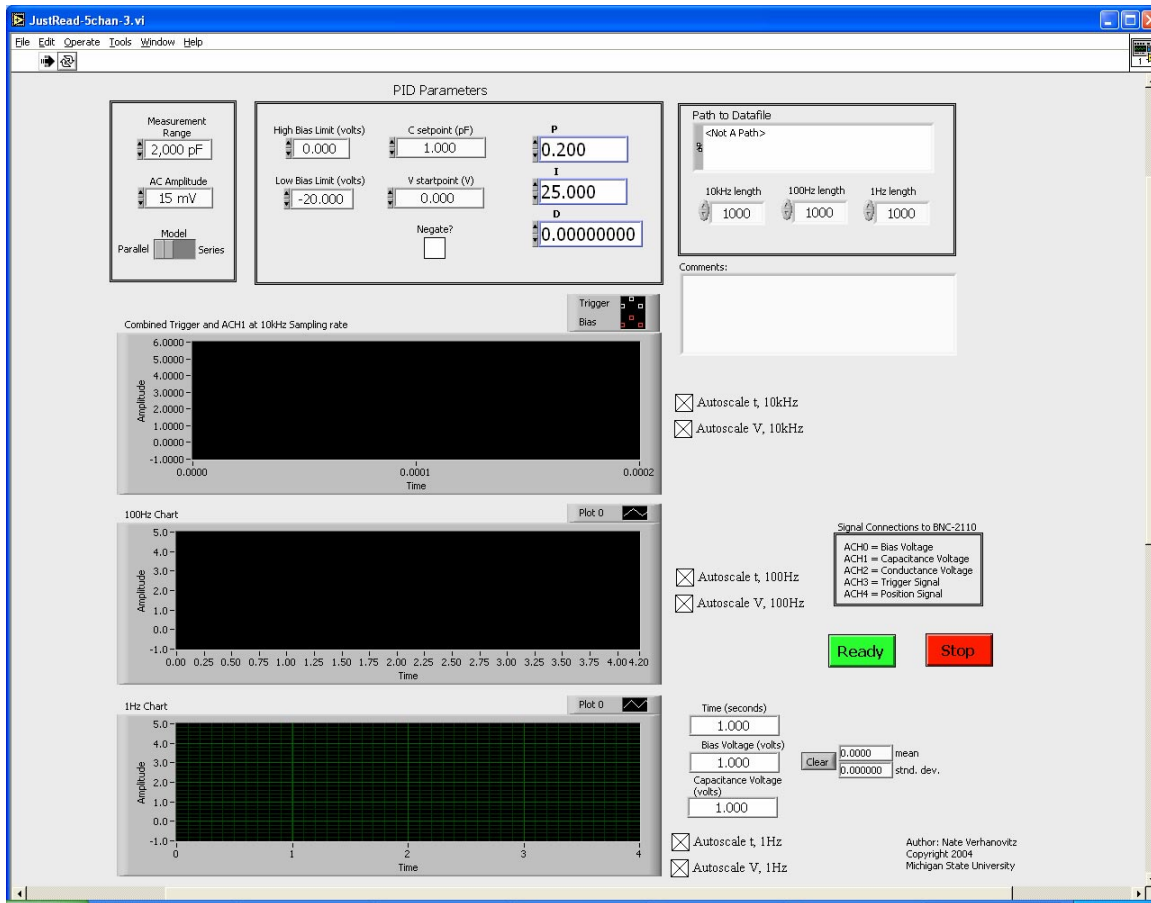 JustRead-5chan-3.vi
File Edit Operate Tools Window Help
PID Parameters
Measurement
Range
2,000 pF
AC Amplitude
15 mV
Model
Parallel Series
High Bias Limit (volts)
0.000
Low Bias Limit (volts)
-20.000
C setpoint (pF)
1.000
V startpoint (V)
0.000
Negate?
P
0.200
I
25.000
D
0.00000000
Path to Datafile
<Not A Path>
10kHz length 100Hz length 1Hz length
1000 1000 1000
Comments:
Trigger
Bias
Combined Trigger and ACH1 at 10kHz Sampling rate
Amplitude
6.0000
5.0000
4.0000
3.0000
2.0000
1.0000
0.0000
-1.0000
0.0000 0.0001 0.0002
Time
Autoscale t, 10kHz
Autoscale V, 10kHz
100Hz Chart
Plot 0
Amplitude
5.0
4.0
3.0
2.0
1.0
0.0
-1.0
0.00 0.25 0.50 0.75 1.00 1.25 1.50 1.75 2.00 2.25 2.50 2.75 3.00 3.25 3.50 3.75 4.00 4.20
Time
Autoscale t, 100Hz
Autoscale V, 100Hz
Signal Connections to BNC-2110
ACH0 = Bias Voltage
ACH1 = Capacitance Voltage
ACH2 = Conductance Voltage
ACH3 = Trigger Signal
ACH4 = Position Signal
Ready Stop
1Hz Chart
Plot 0
Amplitude
5.0
4.0
3.0
2.0
1.0
0.0
-1.0
0 1 2 3 4
Time
Time (seconds)
1.000
Bias Voltage (volts)
1.000
Capacitance Voltage
(volts)
1.000
Clear
0.0000 mean
0.000000 stnd. dev.
Autoscale t, 1Hz
Autoscale V, 1Hz
Author: Nate Verhanovitz
Copyright 2004
Michigan State University